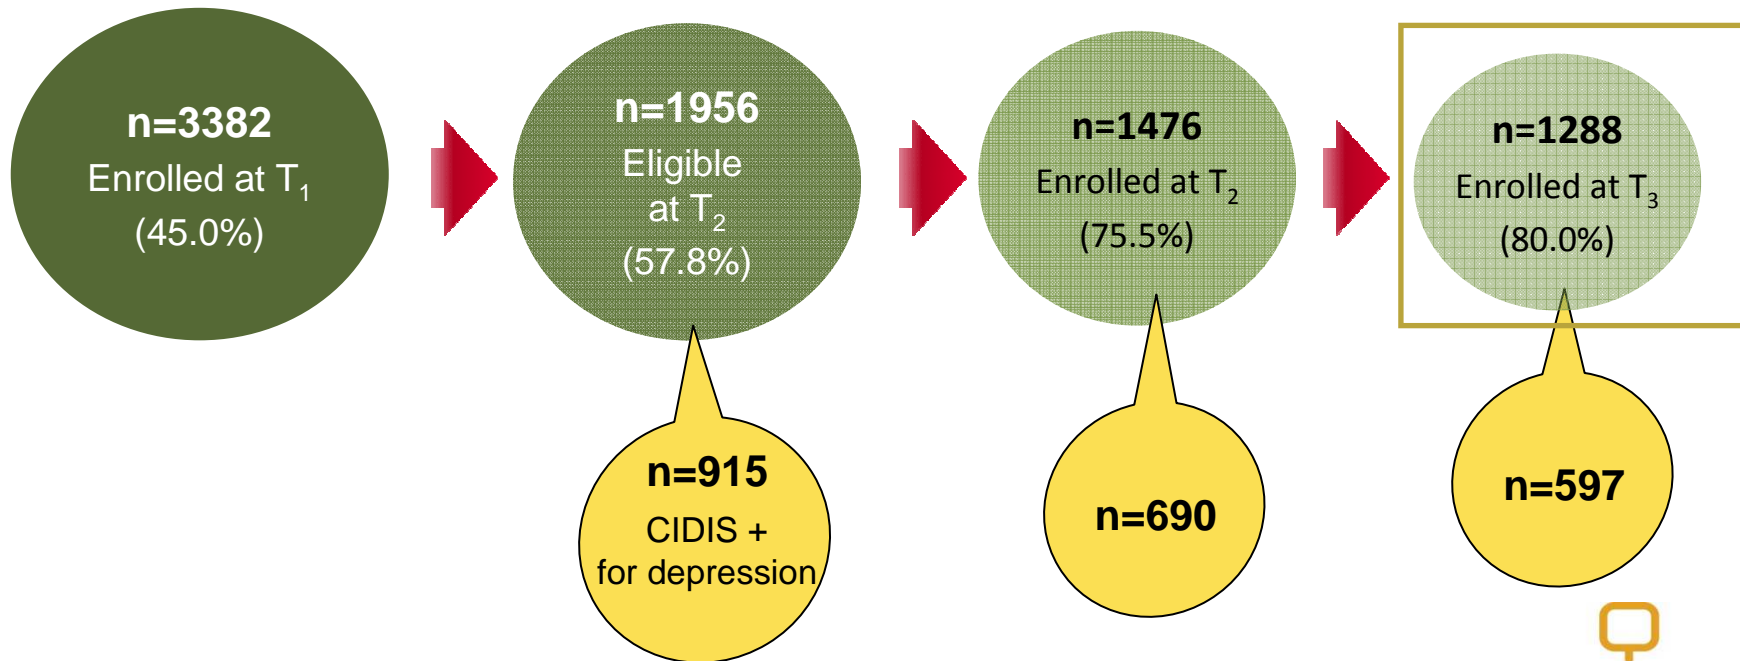 n=3382
Enrolled at T₁
(45.0%)
n=1956
Eligible
at T₂
(57.8%)
n=1476
Enrolled at T₂
(75.5%)
n=1288
Enrolled at T₃
(80.0%)
n=915
CIDIS +
for depression
n=690
n=597